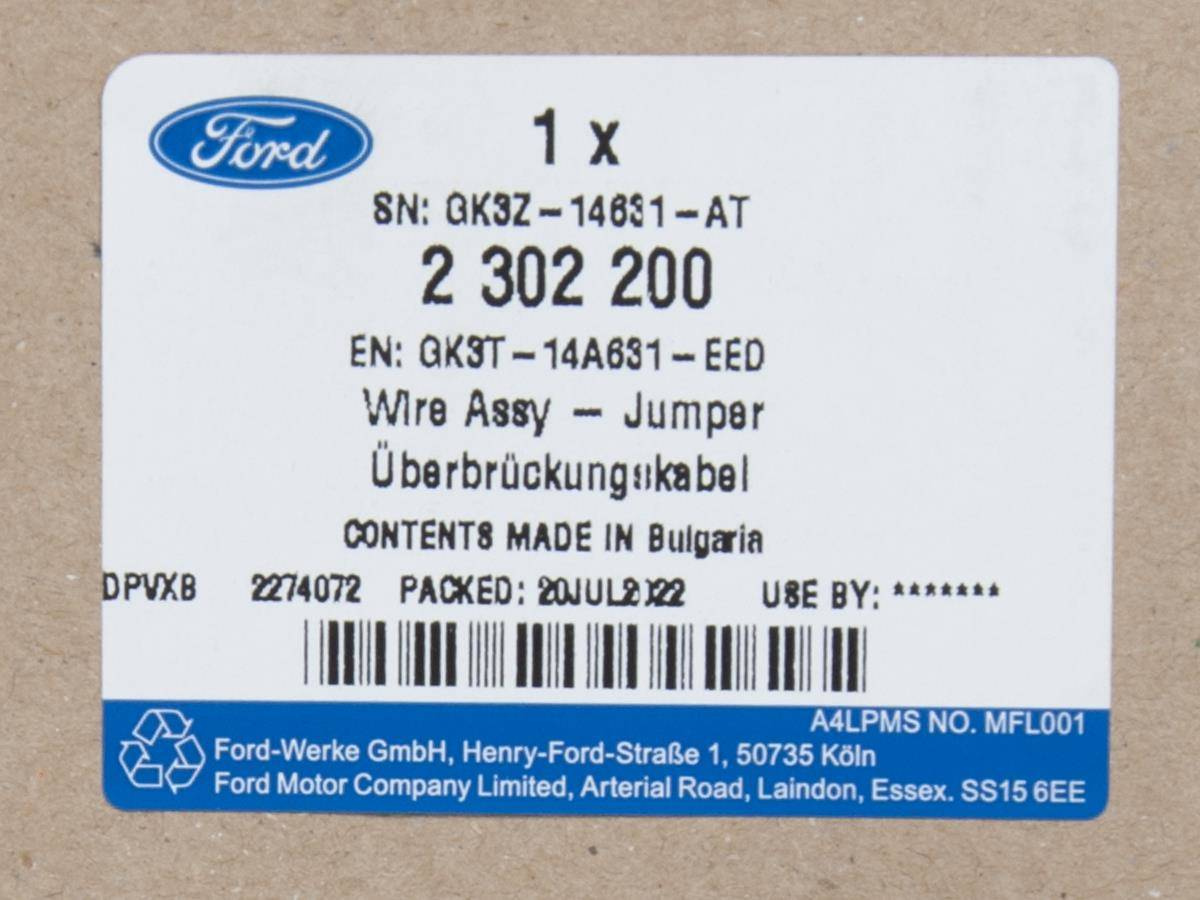 Ford
1 x
SN: GK3Z-14631-AT
2 302 200
EN: GK3T-14A631-EED
Wire Assy - Jumper
Überbrückungskabel
CONTENTS MADE IN Bulgaria
DPVXB 2274072 PACKED: 20JUL2022 USE BY: *******
A4LPMS NO. MFL001
Ford-Werke GmbH, Henry-Ford-Straße 1, 50735 Köln
Ford Motor Company Limited, Arterial Road, Laindon, Essex. SS15 6EE